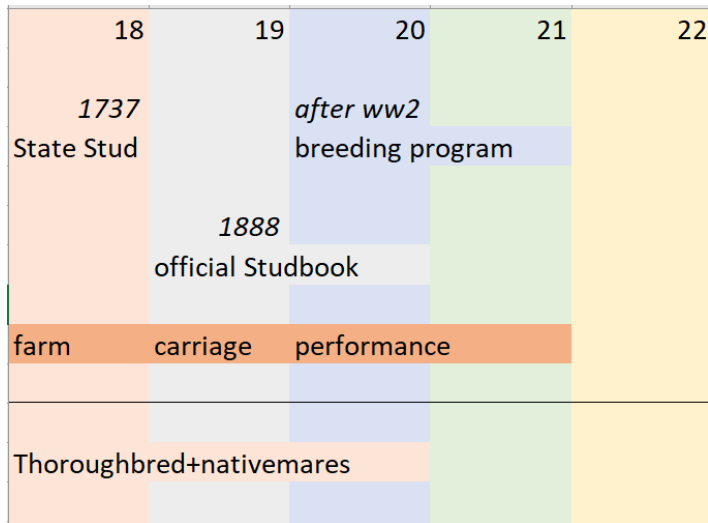 18 19 20 21 22
1737 after ww2
State Stud breeding program
1888
official Studbook
farm carriage performance
Thoroughbred+nativemares